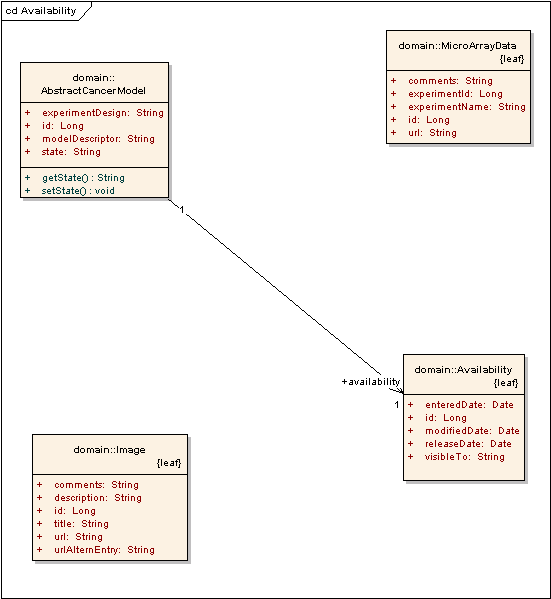 cd Availability
domain::MicroArrayData
{leaf}
+ comments: String
+ experimentId: Long
+ experimentName: String
+ id: Long
+ url: String
domain::
AbstractCancerModel
+ experimentDesign: String
+ id: Long
+ modelDescriptor: String
+ state: String
+ getState() : String
+ setState() : void
1
+availability
1
domain::Availability
{leaf}
+ enteredDate: Date
+ id: Long
+ modifiedDate: Date
+ releaseDate: Date
+ visibleTo: String
domain::Image
{leaf}
+ comments: String
+ description: String
+ id: Long
+ title: String
+ url: String
+ urlAlternEntry: String